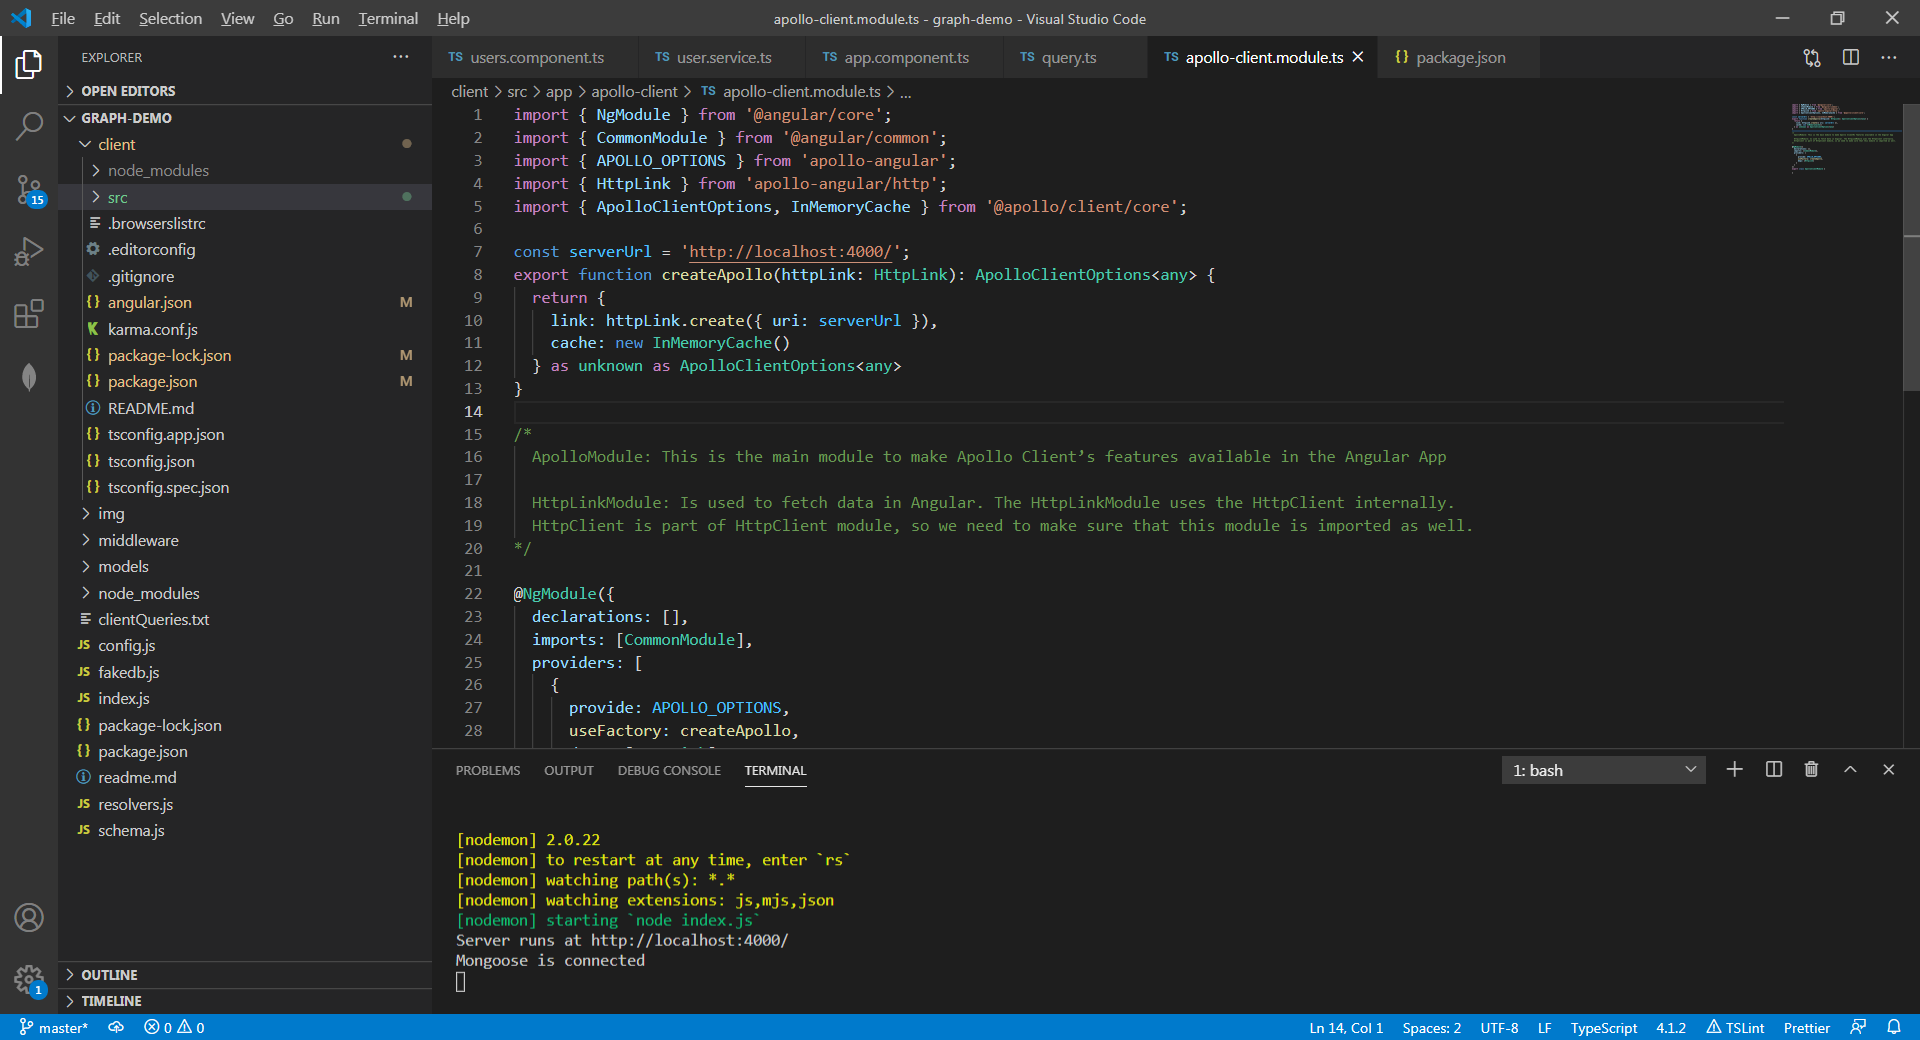 File Edit Selection View Go Run Terminal Help
apollo-client.module.ts - graph-demo - Visual Studio Code
EXPLORER
OPEN EDITORS
GRAPH-DEMO
client
node_modules
src
.browserslistrc
.editorconfig
.gitignore
angular.json M
karma.conf.js
package-lock.json M
package.json M
README.md
tsconfig.app.json
tsconfig.json
tsconfig.spec.json
img
middleware
models
node_modules
clientQueries.txt
JS config.js
JS fakedb.js
JS index.js
package-lock.json
package.json
readme.md
JS resolvers.js
JS schema.js
OUTLINE
TIMELINE
15
1
TS users.component.ts TS user.service.ts TS app.component.ts TS query.ts TS apollo-client.module.ts {} package.json
client > src > app > apollo-client > TS apollo-client.module.ts > ...
1 import { NgModule } from '@angular/core';
2 import { CommonModule } from '@angular/common';
3 import { APOLLO_OPTIONS } from 'apollo-angular';
4 import { HttpLink } from 'apollo-angular/http';
5 import { ApolloClientOptions, InMemoryCache } from '@apollo/client/core';
6
7 const serverUrl = 'http://localhost:4000/';
8 export function createApollo(httpLink: HttpLink): ApolloClientOptions<any> {
9 return {
10 link: httpLink.create({ uri: serverUrl }),
11 cache: new InMemoryCache()
12 } as unknown as ApolloClientOptions<any>
13 }
14
15 /*
16 ApolloModule: This is the main module to make Apollo Client’s features available in the Angular App
17
18 HttpLinkModule: Is used to fetch data in Angular. The HttpLinkModule uses the HttpClient internally.
19 HttpClient is part of HttpClient module, so we need to make sure that this module is imported as well.
20 */
21
22 @NgModule({
23 declarations: [],
24 imports: [CommonModule],
25 providers: [
26 {
27 provide: APOLLO_OPTIONS,
28 useFactory: createApollo,
PROBLEMS OUTPUT DEBUG CONSOLE TERMINAL
1: bash
[nodemon] 2.0.22
[nodemon] to restart at any time, enter `rs`
[nodemon] watching path(s): *.*
[nodemon] watching extensions: js,mjs,json
[nodemon] starting `node index.js`
Server runs at http://localhost:4000/
Mongoose is connected
master* 0 0
Ln 14, Col 1 Spaces: 2 UTF-8 LF TypeScript 4.1.2 TSLint Prettier